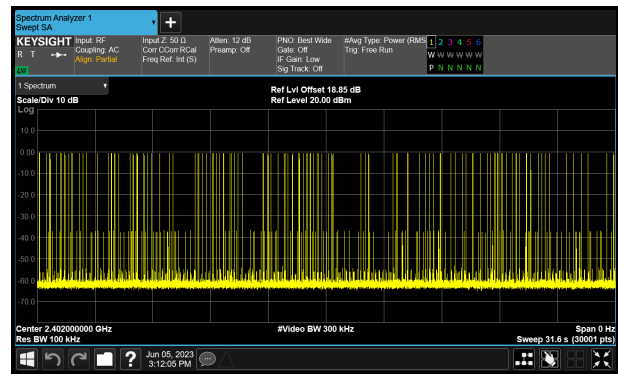 Spectrum Analyzer 1
Swept SA
+
KEYSIGHT Input: RF Input Z: 50 Ω Atten: 12 dB PNO: Best Wide #Avg Type: Power (RMS 1 2 3 4 5 6
R T Coupling: AC Corr CCorr RCal Preamp: Off Gate: Off Trig: Free Run W W W W W W
Align: Partial Freq Ref: Int (S) IF Gain: Low
LXI Sig Track: Off P N N N N N
1 Spectrum
Scale/Div 10 dB
Ref Lvl Offset 18.85 dB
Ref Level 20.00 dBm
Log
10.0
0.00
-10.0
-20.0
-30.0
-40.0
-50.0
-60.0
-70.0
Center 2.402000000 GHz #Video BW 300 kHz Span 0 Hz
Res BW 100 kHz Sweep 31.6 s (30001 pts)
? Jun 05, 2023
3:12:05 PM